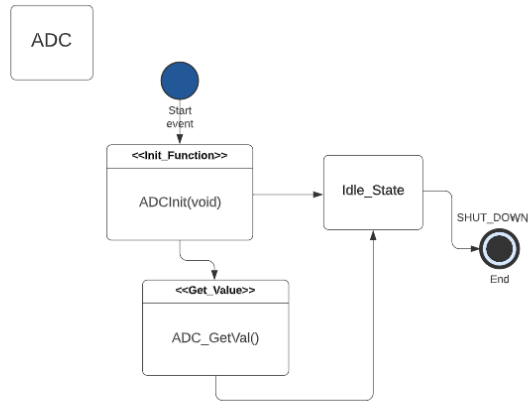 ADC
Start
event
<<Init_Function>>
ADCInit(void)
Idle_State
SHUT_DOWN
End
<<Get_Value>>
ADC_GetVal()